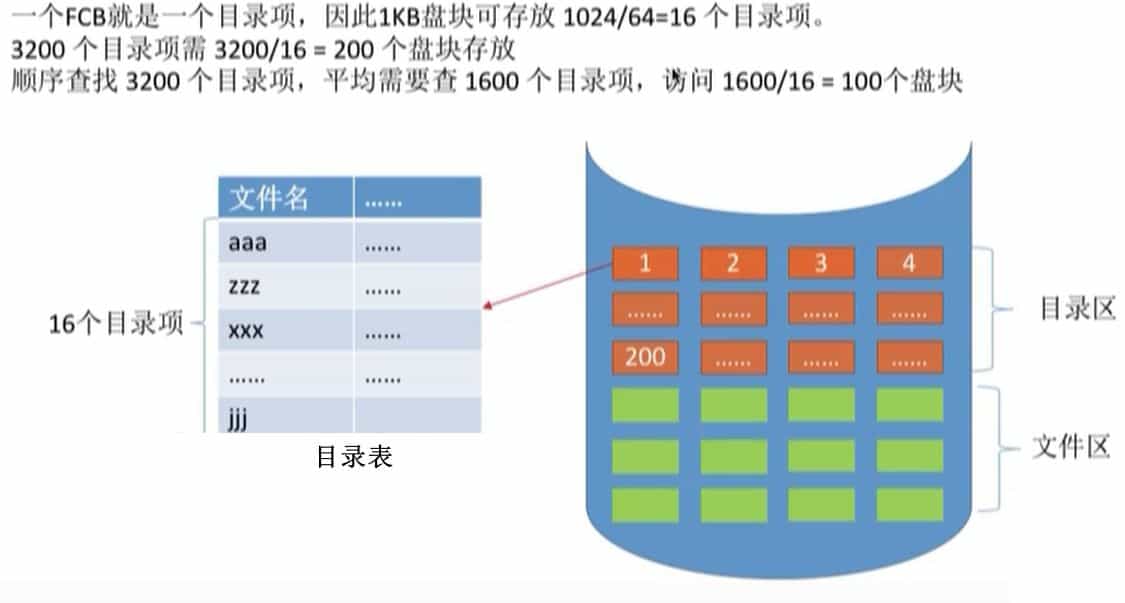 一个FCB就是一个目录项，因此1KB盘块可存放 1024/64=16 个目录项。
3200 个目录项需 3200/16 = 200 个盘块存放
顺序查找 3200 个目录项，平均需要查 1600 个目录项，访问 1600/16 = 100个盘块
文件名 ……
aaa ……
zzz ……
xxx ……
…… ……
jjj
16个目录项
目录表
1 2 3 4
…… …… …… ……
200 …… …… ……
目录区
文件区